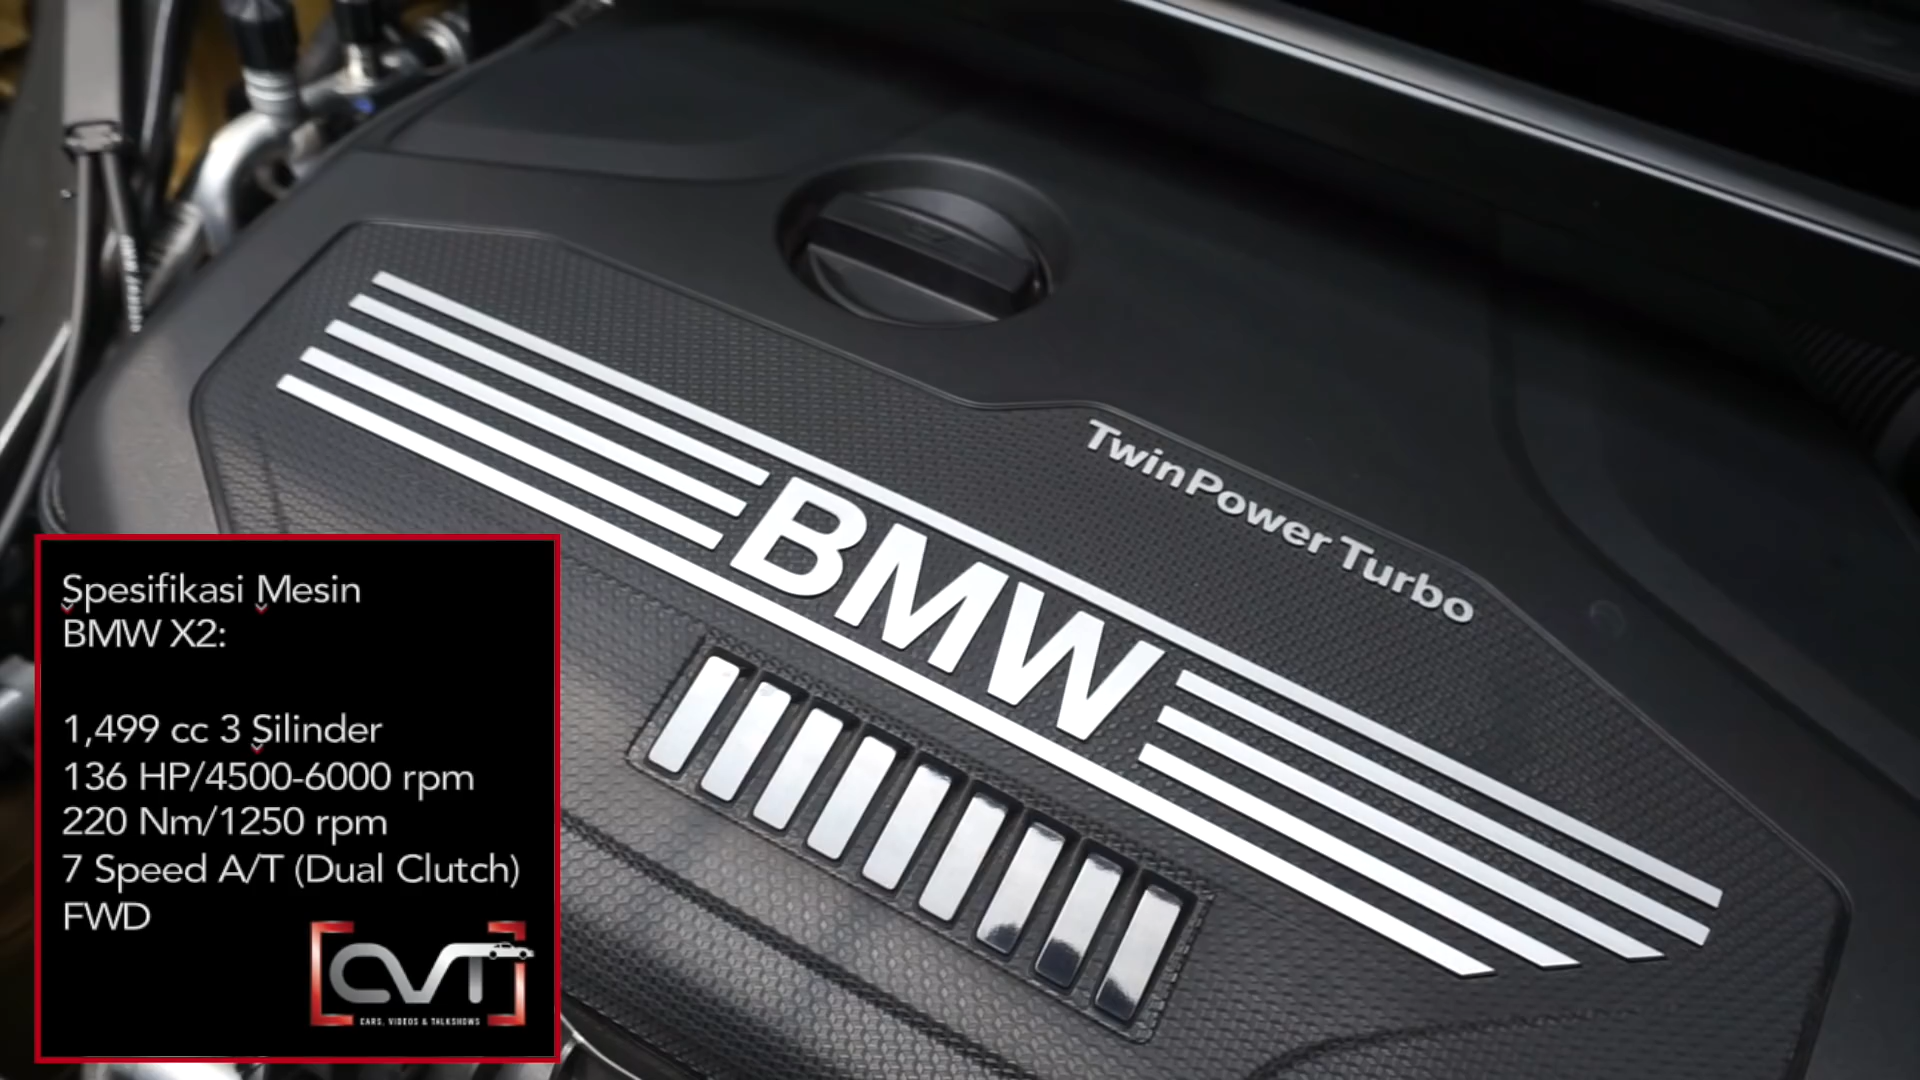 TwinPower Turbo
BMW
Spesifikasi Mesin
BMW X2:
1,499 cc 3 Silinder
136 HP/4500-6000 rpm
220 Nm/1250 rpm
7 Speed A/T (Dual Clutch)
FWD
CVT
CARS, VIDEOS & TALKSHOWS